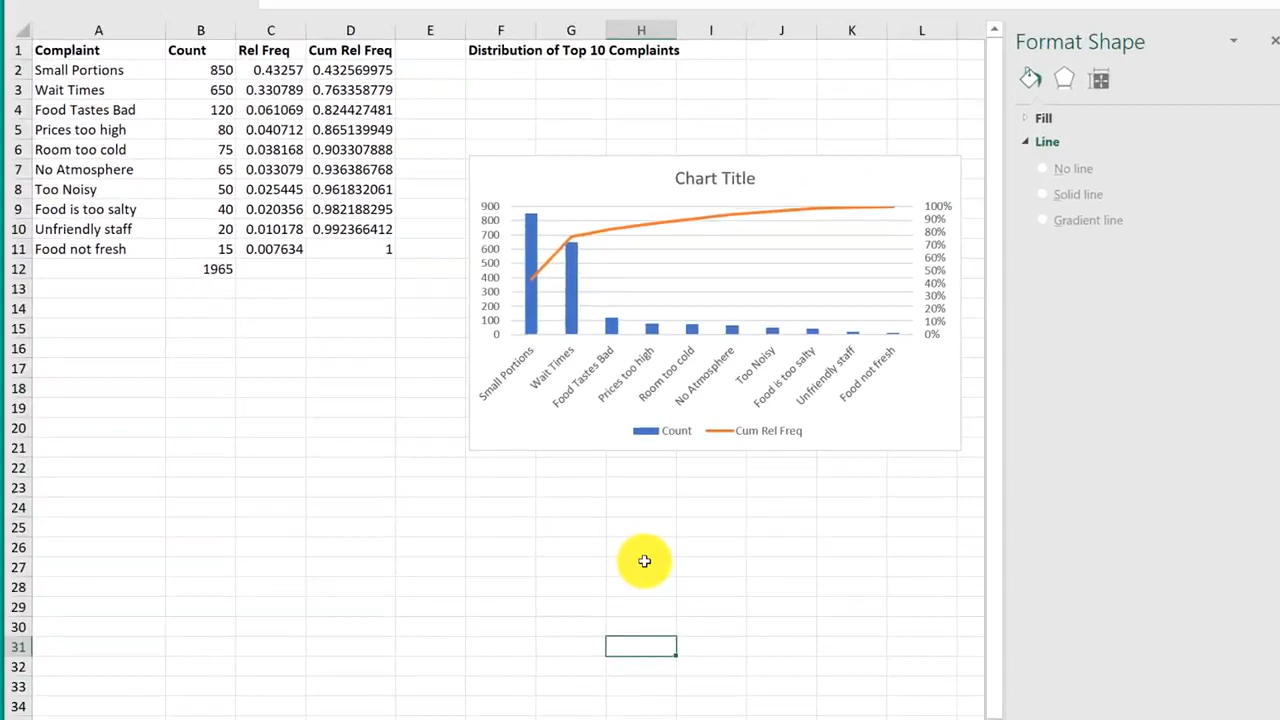 A B C D E F G H I J K L
1 Complaint Count Rel Freq Cum Rel Freq Distribution of Top 10 Complaints
2 Small Portions 850 0.43257 0.432569975
3 Wait Times 650 0.330789 0.763358779
4 Food Tastes Bad 120 0.061069 0.824427481
5 Prices too high 80 0.040712 0.865139949
6 Room too cold 75 0.038168 0.903307888
7 No Atmosphere 65 0.033079 0.936386768
8 Too Noisy 50 0.025445 0.961832061
9 Food is too salty 40 0.020356 0.982188295
10 Unfriendly staff 20 0.010178 0.992366412
11 Food not fresh 15 0.007634 1
12 1965
13
14
15
16
17
18
19
20
21
22
23
24
25
26
27
28
29
30
31
32
33
34
Chart Title
900 100%
800 90%
700 80%
600 70%
500 60%
400 50%
300 40%
200 30%
100 20%
0 10%
0%
Small Portions
Wait Times
Food Tastes Bad
Prices too high
Room too cold
No Atmosphere
Too Noisy
Food is too salty
Unfriendly staff
Food not fresh
Count Cum Rel Freq
Format Shape
Fill
Line
No line
Solid line
Gradient line